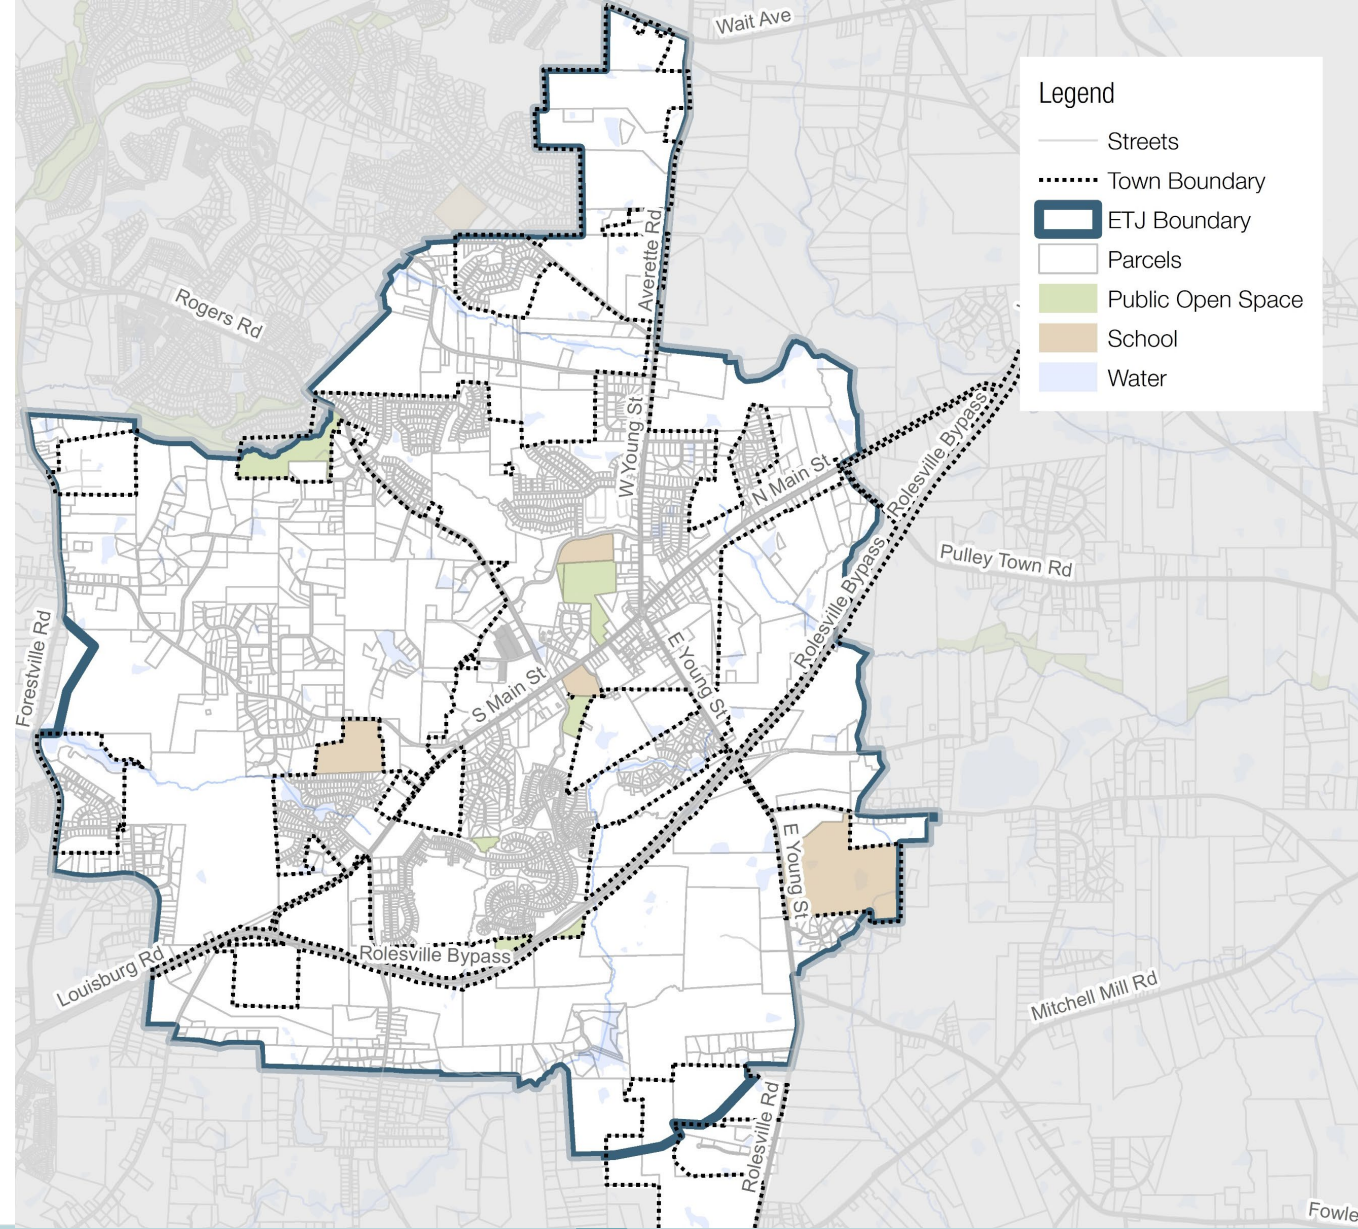 Wait Ave
Legend
Streets
Town Boundary
ETJ Boundary
Parcels
Public Open Space
School
Water
Averette Rd
Rogers Rd
W Young St
N Main St
Rolesville Bypass
Pulley Town Rd
Rolesville Bypass
Forestville Rd
E Young St
S Main St
E Young St
Rolesville Bypass
Louisburg Rd
Mitchell Mill Rd
Rolesville Rd
Fowle